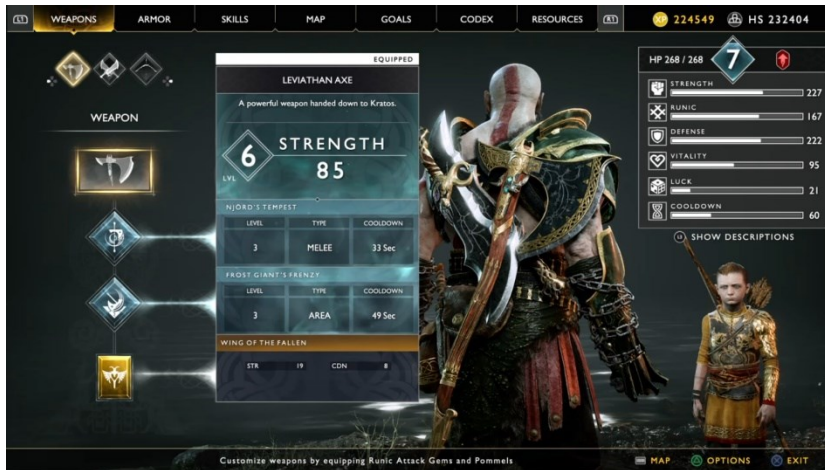 L1 WEAPONS ARMOR SKILLS MAP GOALS CODEX RESOURCES R1 XP 224549 HS 232404
EQUIPPED
LEVIATHAN AXE
A powerful weapon handed down to Kratos.
6
LVL
STRENGTH
85
NJÖRD'S TEMPEST
LEVEL TYPE COOLDOWN
3 MELEE 33 Sec
FROST GIANT'S FRENZY
LEVEL TYPE COOLDOWN
3 AREA 49 Sec
WING OF THE FALLEN
STR 19 CDN 8
WEAPON
HP 268 / 268 7
STRENGTH 227
RUNIC 167
DEFENSE 222
VITALITY 95
LUCK 21
COOLDOWN 60
SHOW DESCRIPTIONS
Customize weapons by equipping Runic Attack Gems and Pommels
MAP OPTIONS EXIT